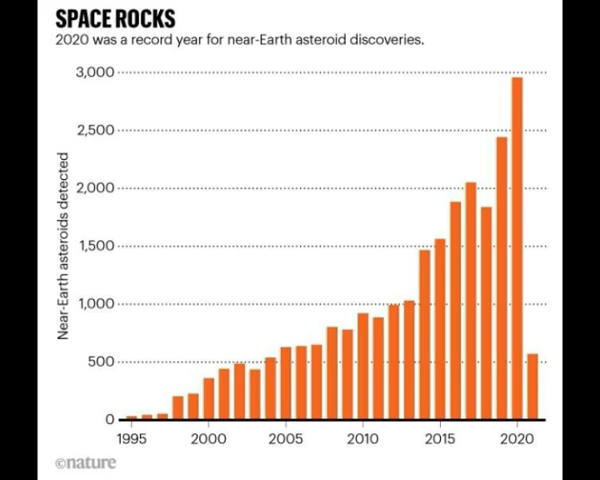 SPACE ROCKS
2020 was a record year for near-Earth asteroid discoveries.
3,000
2,500
2,000
1,500
1,000
500
0
Near-Earth asteroids detected
1995 2000 2005 2010 2015 2020
©nature